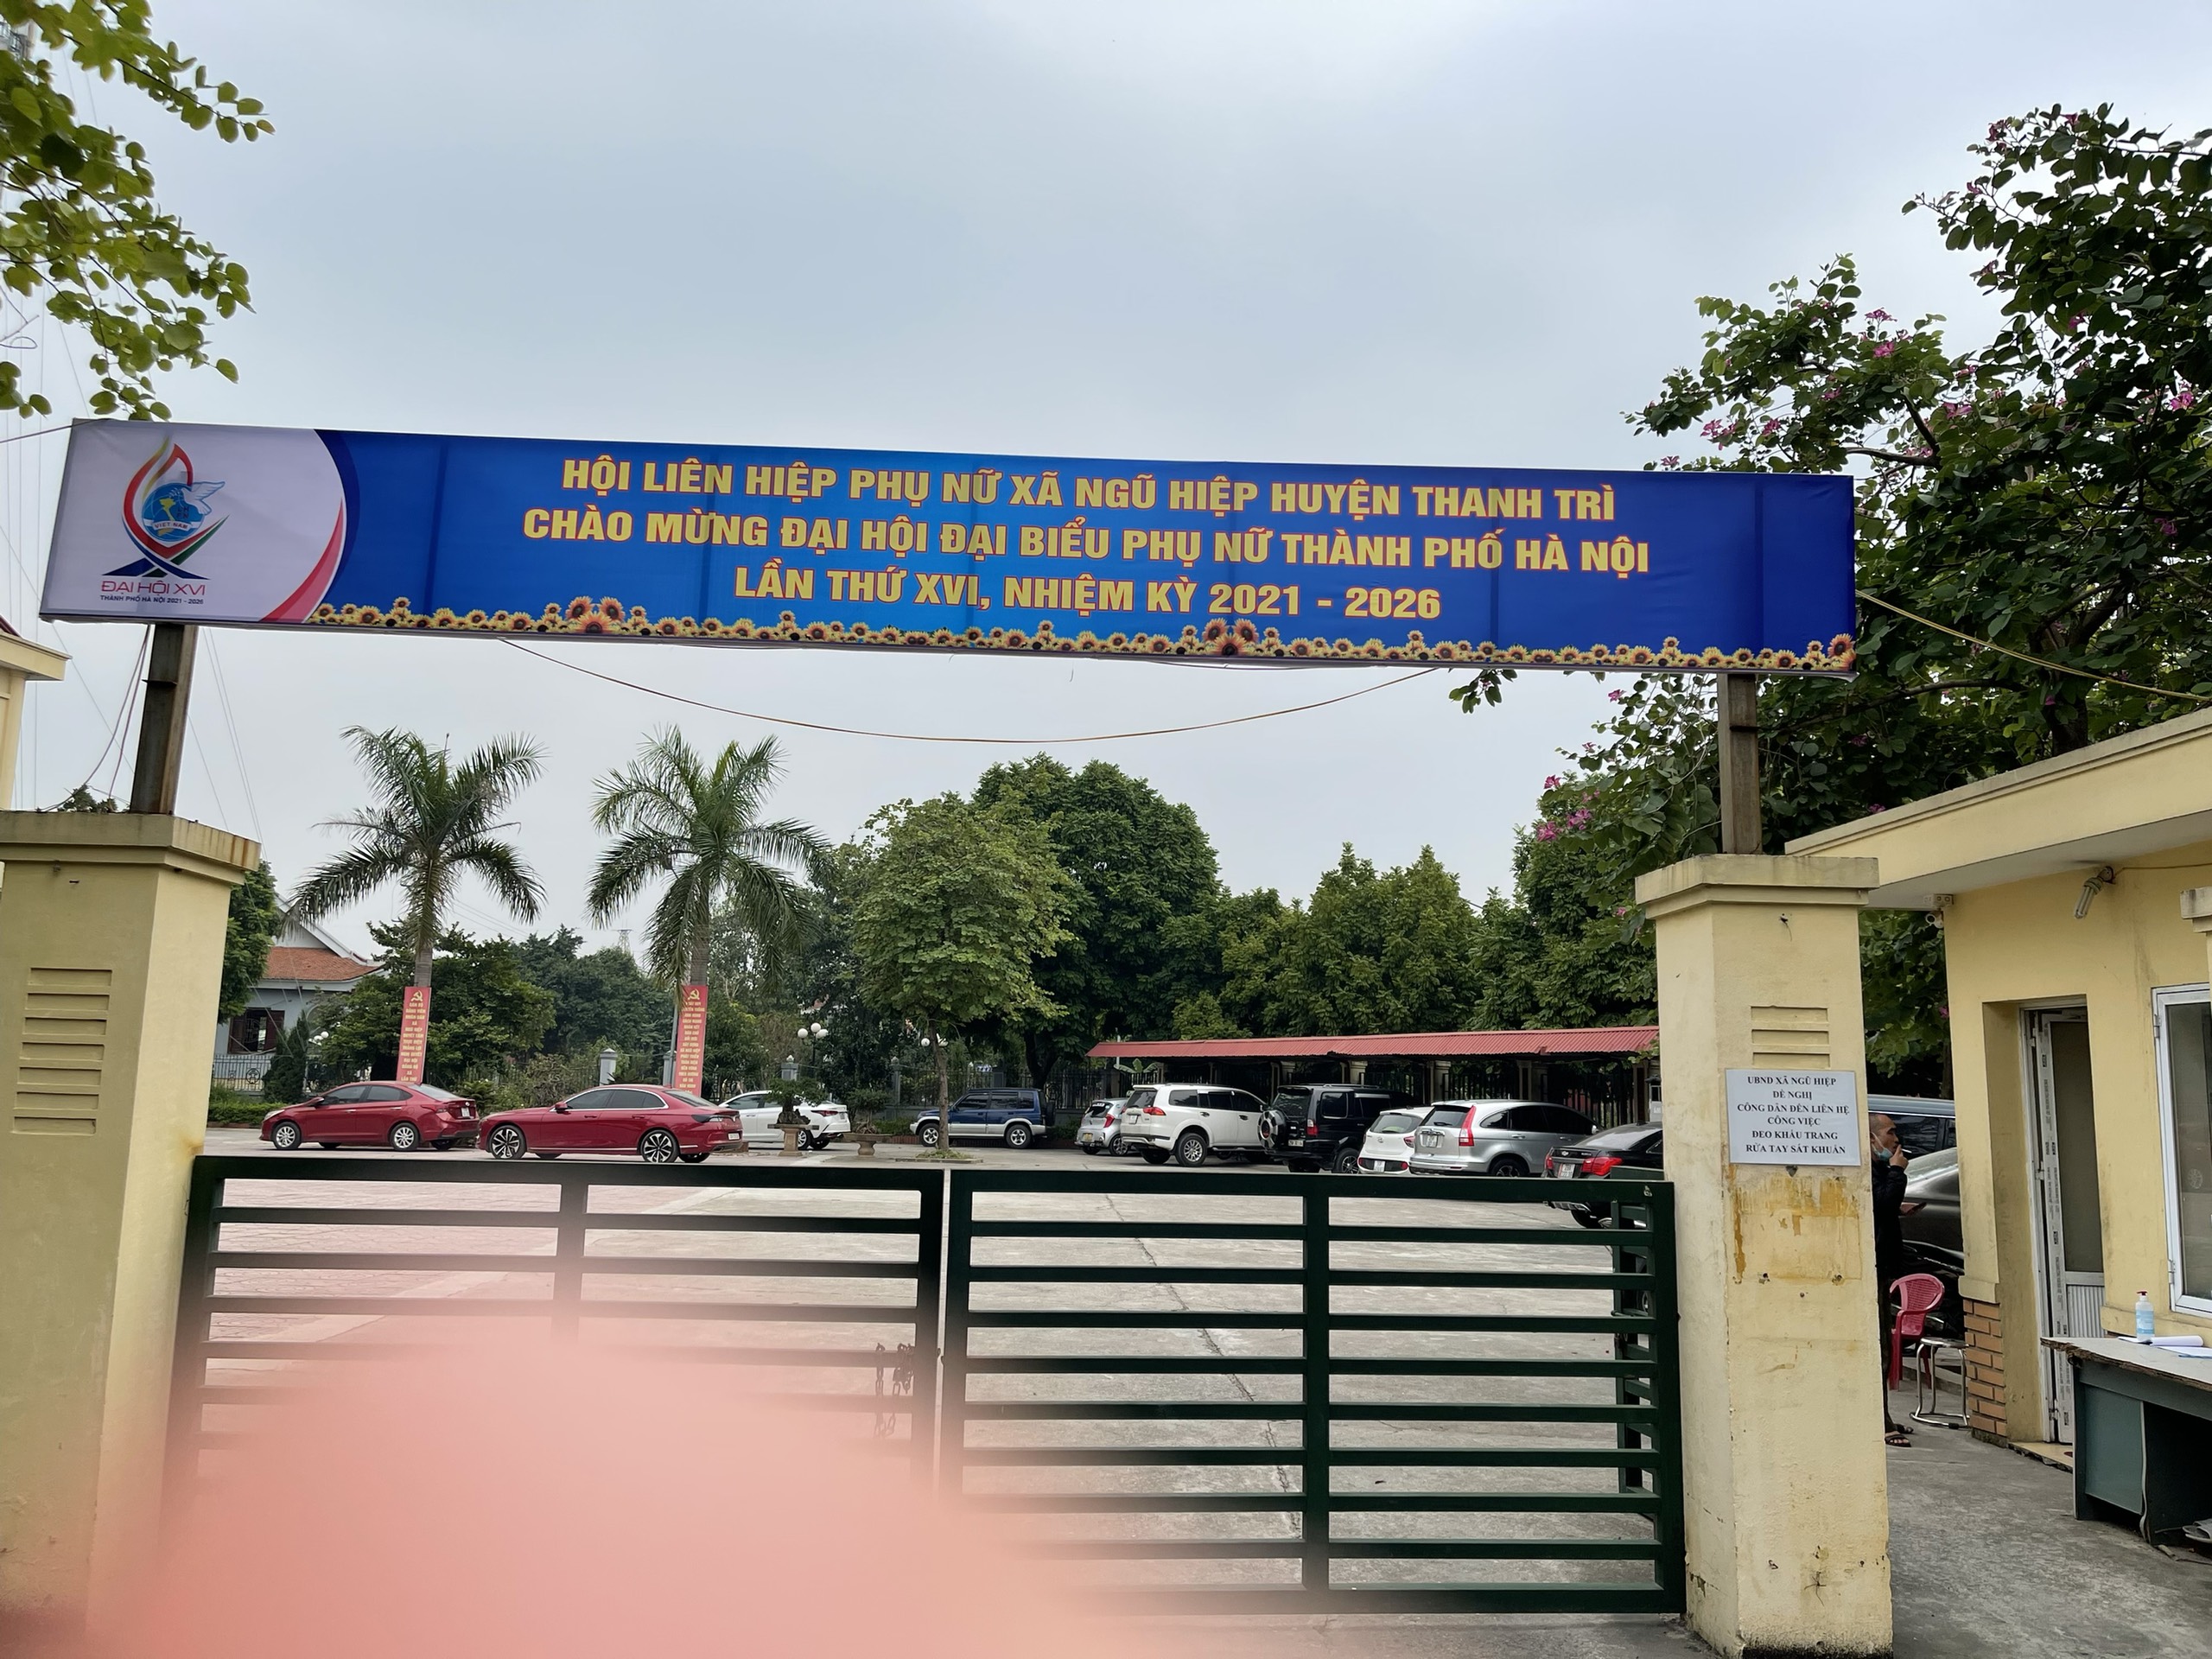 HỘI LIÊN HIỆP PHỤ NỮ XÃ NGŨ HIỆP HUYỆN THANH TRÌ
CHÀO MỪNG ĐẠI HỘI ĐẠI BIỂU PHỤ NỮ THÀNH PHỐ HÀ NỘI
LẦN THỨ XVI, NHIỆM KỲ 2021 - 2026
VIỆT NAM
ĐẠI HỘI XVI
THÀNH PHỐ HÀ NỘI 2021 - 2026
UBND XÃ NGŨ HIỆP
ĐỀ NGHỊ
CÔNG DÂN ĐẾN LIÊN HỆ
CÔNG VIỆC
ĐEO KHẨU TRANG
RỬA TAY SÁT KHUẨN